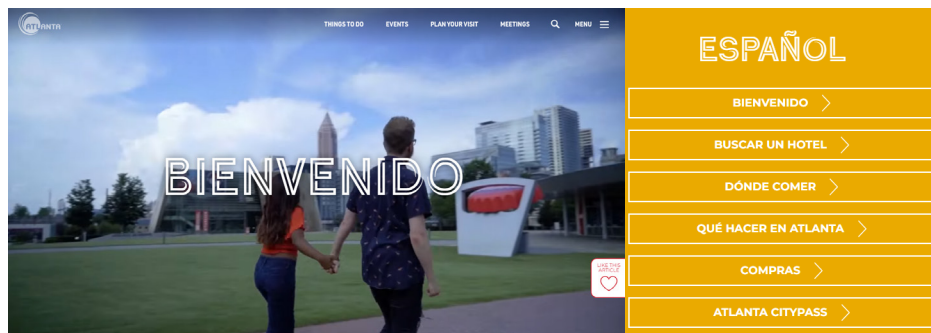 ATLANTA
THINGS TO DO
EVENTS
PLAN YOUR VISIT
MEETINGS
MENU
BIENVENIDO
LIKE THIS
ARTICLE
ESPAÑOL
BIENVENIDO
BUSCAR UN HOTEL
DÓNDE COMER
QUÉ HACER EN ATLANTA
COMPRAS
ATLANTA CITYPASS